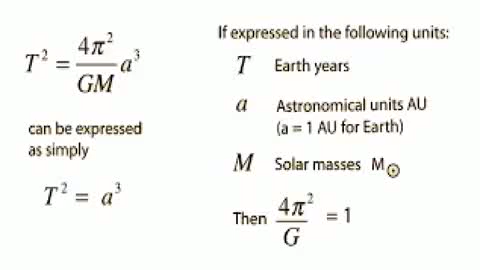 T² = 4π²/GM a³
can be expressed
as simply
T² = a³
If expressed in the following units:
T Earth years
a Astronomical units AU
(a = 1 AU for Earth)
M Solar masses M☉
Then 4π²/G = 1